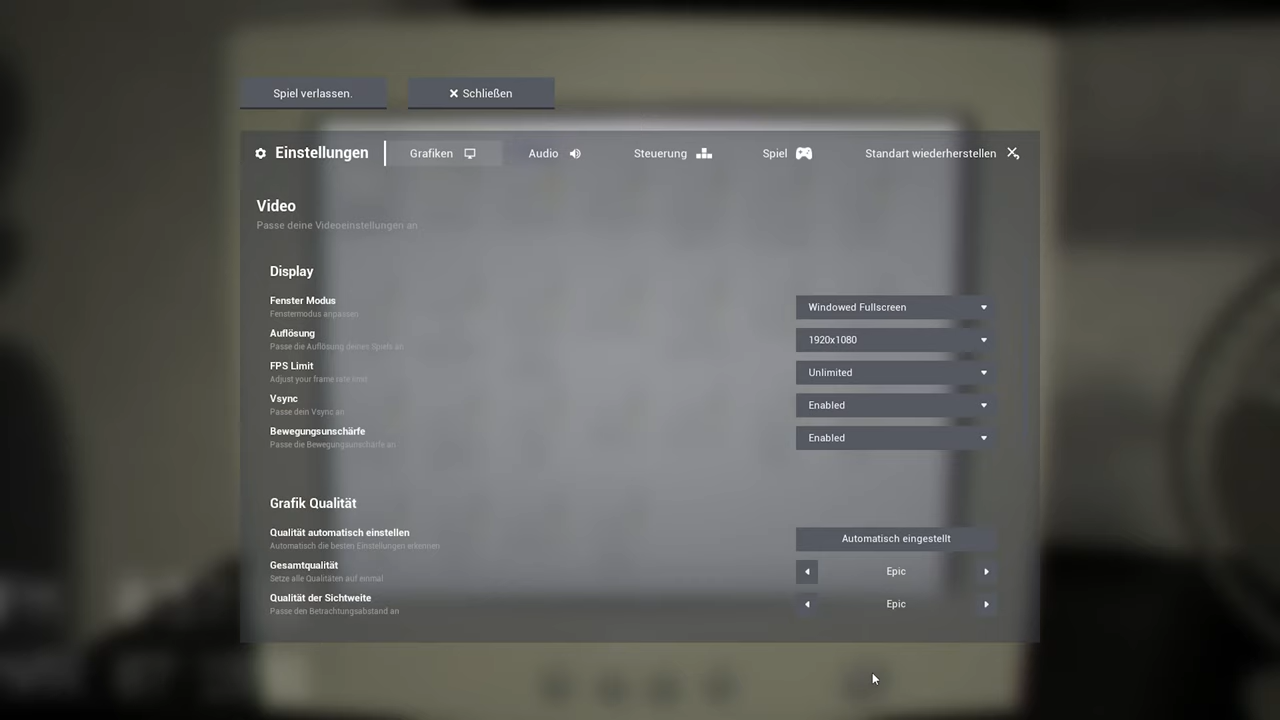 Spiel verlassen.
Schließen
Einstellungen
Grafiken
Audio
Steuerung
Spiel
Standart wiederherstellen
Video
Passe deine Videoeinstellungen an
Display
Fenster Modus
Windowed Fullscreen
Fenstermodus anpassen
Auflösung
1920x1080
Passe die Auflösung deines Spiels an
FPS Limit
Unlimited
Adjust your frame rate limit
Vsync
Enabled
Passe dein Vsync an
Bewegungsunschärfe
Enabled
Passe die Bewegungsunschärfe an
Grafik Qualität
Qualität automatisch einstellen
Automatisch eingestellt
Automatisch die besten Einstellungen erkennen
Gesamtqualität
Epic
Setze alle Qualitäten auf einmal
Qualität der Sichtweite
Epic
Passe den Betrachtungsabstand an